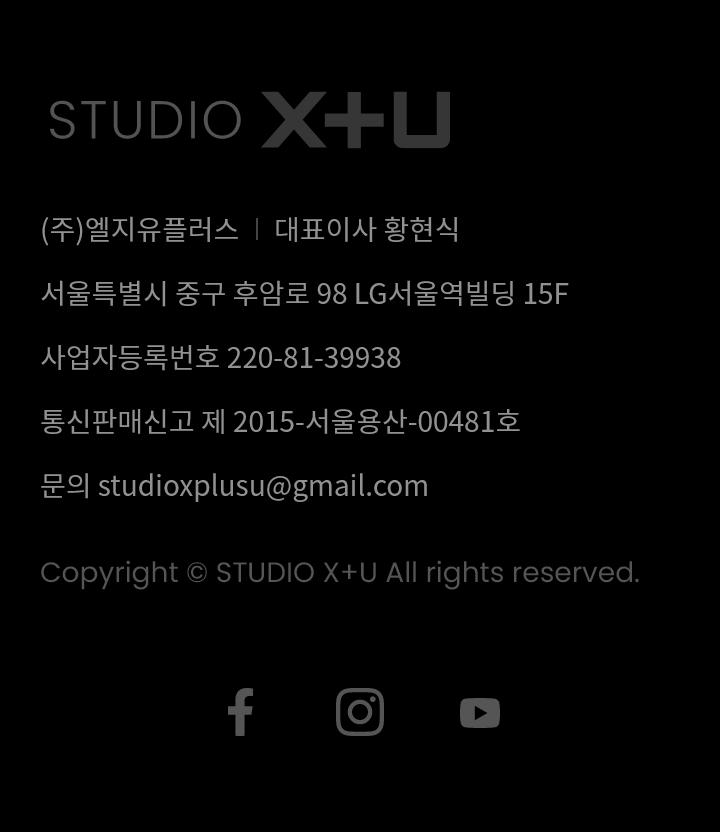 STUDIO X+U
(주)엘지유플러스 | 대표이사 황현식
서울특별시 중구 후암로 98 LG서울역빌딩 15F
사업자등록번호 220-81-39938
통신판매신고 제 2015-서울용산-00481호
문의 studioxplusu@gmail.com
Copyright © STUDIO X+U All rights reserved.